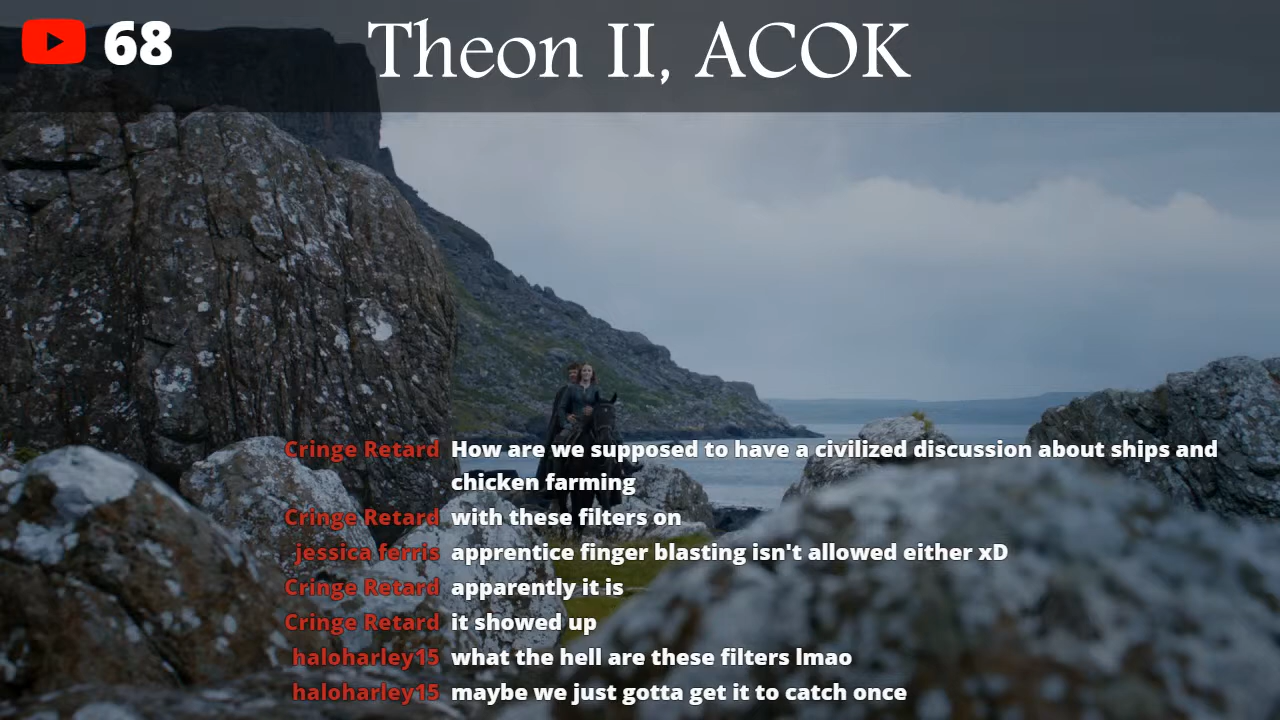 68
Theon II, ACOK
Cringe Retard How are we supposed to have a civilized discussion about ships and
chicken farming
Cringe Retard with these filters on
jessica ferris apprentice finger blasting isn't allowed either xD
Cringe Retard apparently it is
Cringe Retard it showed up
haloharley15 what the hell are these filters lmao
haloharley15 maybe we just gotta get it to catch once